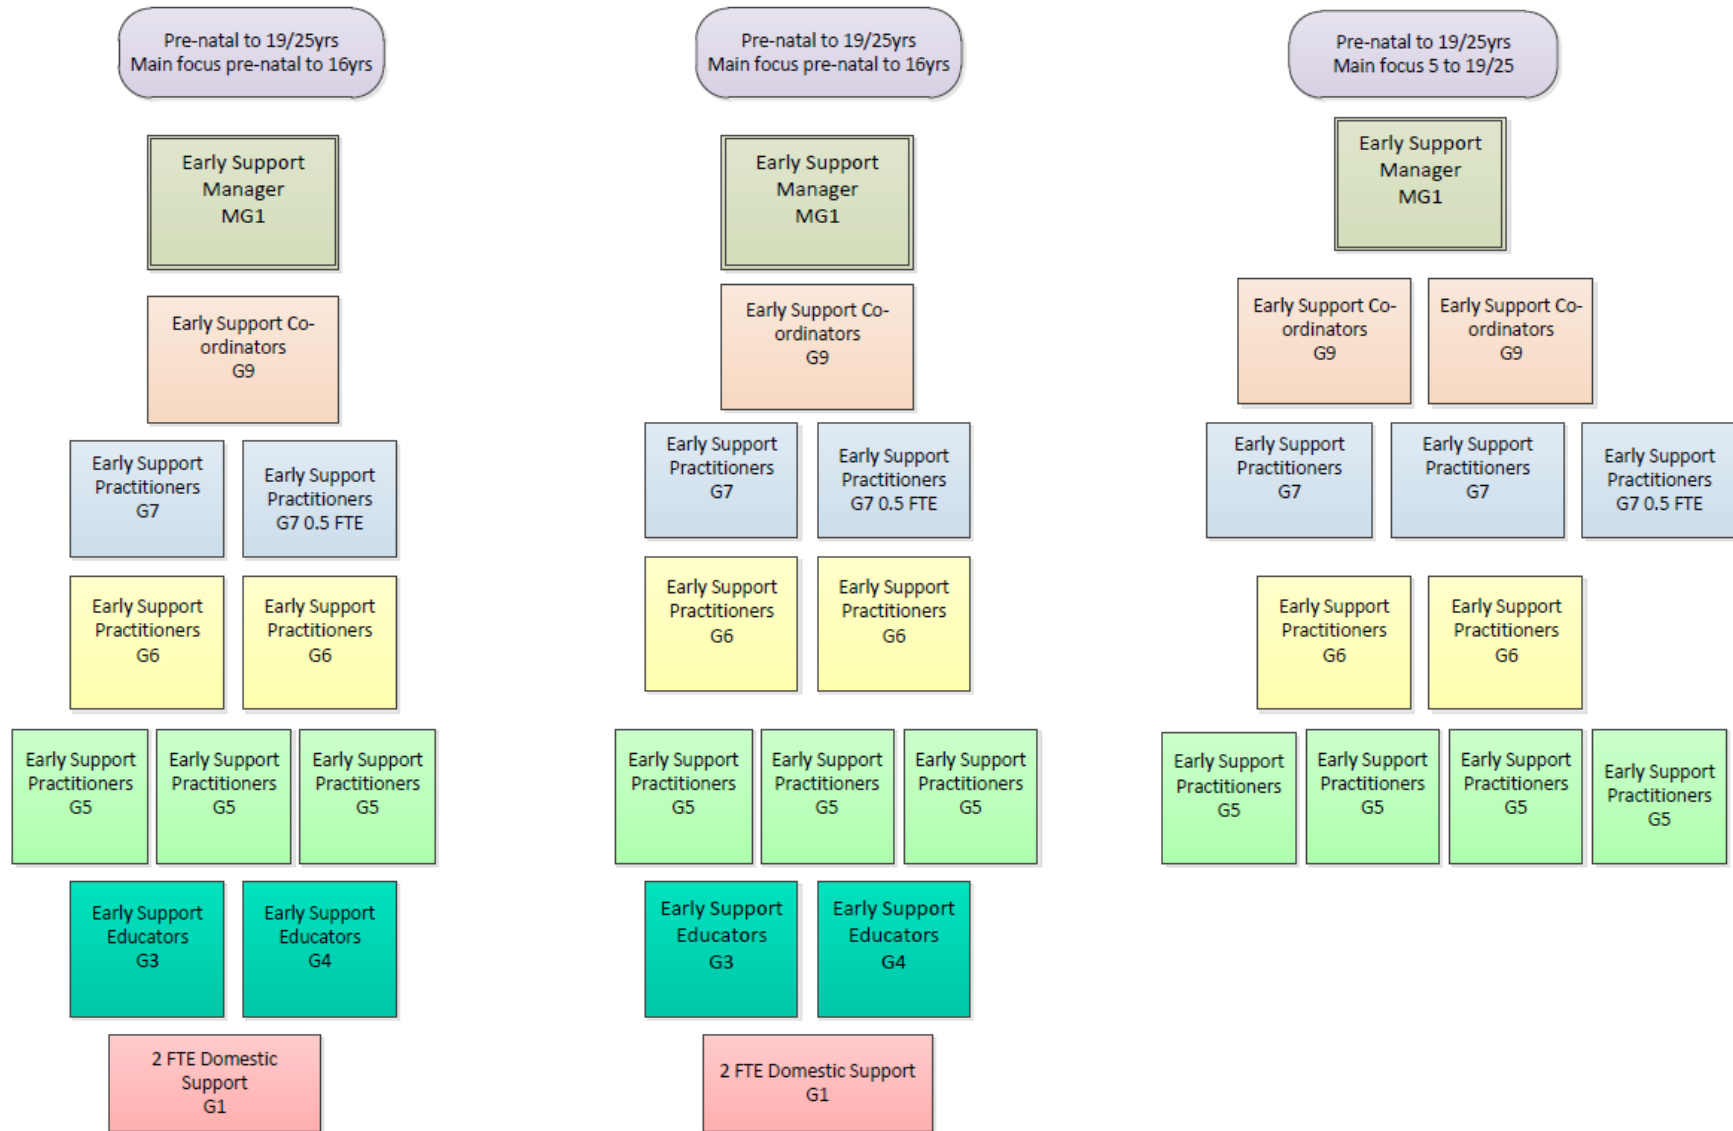 Pre-natal to 19/25yrs
Main focus pre-natal to 16yrs
Early Support
Manager
MG1
Early Support Co-
ordinators
G9
Early Support
Practitioners
G7
Early Support
Practitioners
G7 0.5 FTE
Early Support
Practitioners
G6
Early Support
Practitioners
G6
Early Support
Practitioners
G5
Early Support
Practitioners
G5
Early Support
Practitioners
G5
Early Support
Educators
G3
Early Support
Educators
G4
2 FTE Domestic
Support
G1
Pre-natal to 19/25yrs
Main focus pre-natal to 16yrs
Early Support
Manager
MG1
Early Support Co-
ordinators
G9
Early Support
Practitioners
G7
Early Support
Practitioners
G7 0.5 FTE
Early Support
Practitioners
G6
Early Support
Practitioners
G6
Early Support
Practitioners
G5
Early Support
Practitioners
G5
Early Support
Practitioners
G5
Early Support
Educators
G3
Early Support
Educators
G4
2 FTE Domestic Support
G1
Pre-natal to 19/25yrs
Main focus 5 to 19/25
Early Support
Manager
MG1
Early Support Co-
ordinators
G9
Early Support Co-
ordinators
G9
Early Support
Practitioners
G7
Early Support
Practitioners
G7
Early Support
Practitioners
G7 0.5 FTE
Early Support
Practitioners
G6
Early Support
Practitioners
G6
Early Support
Practitioners
G5
Early Support
Practitioners
G5
Early Support
Practitioners
G5
Early Support
Practitioners
G5